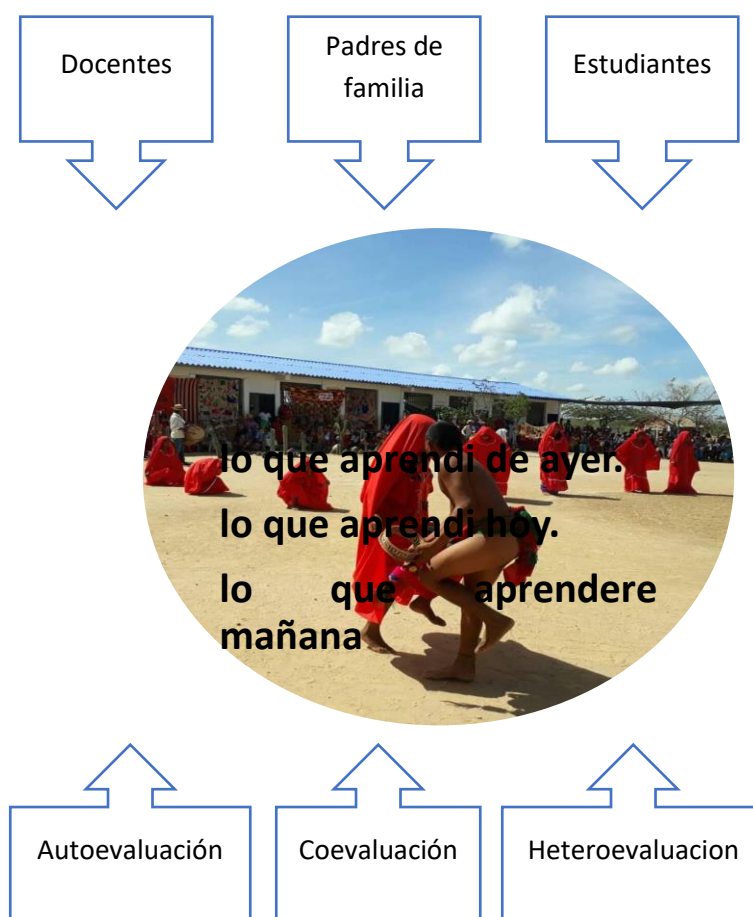 Docentes
Padres de
familia
Estudiantes
lo que aprendi de ayer.
lo que aprendi hoy.
lo que aprendere
mañana
Autoevaluación
Coevaluación
Heteroevaluacion